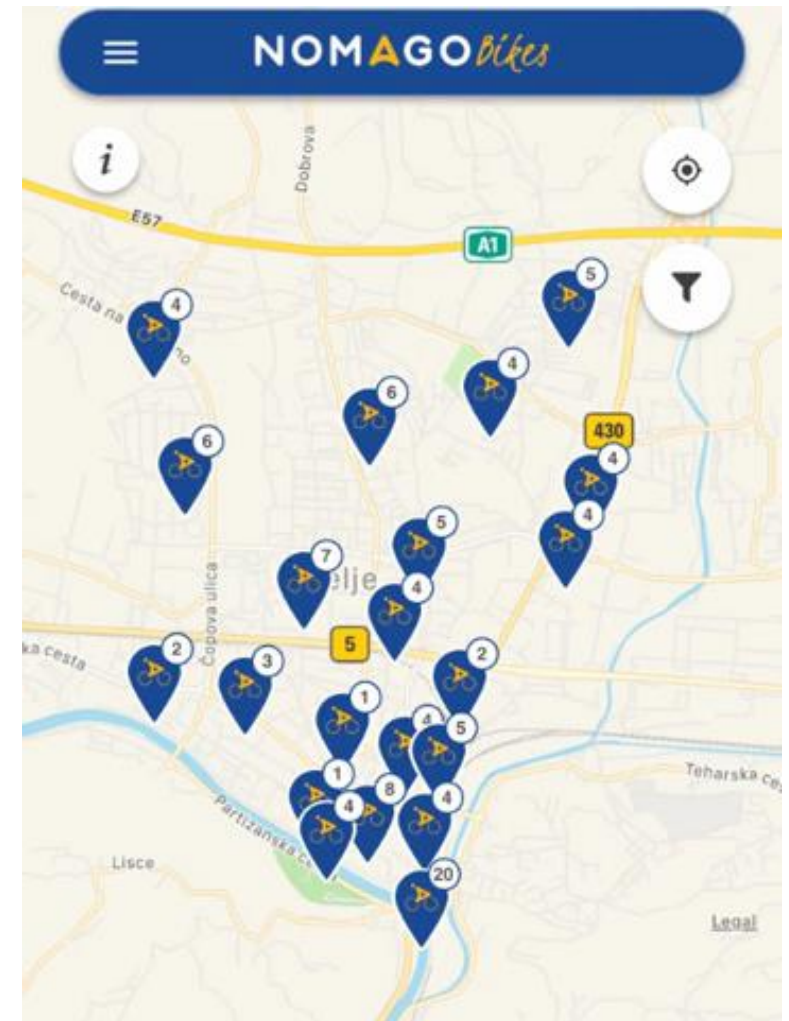 NOMAGO Bikes
i
Dobrova
E57
A1
5
4
Cesta na
no
4
6
430
6
4
4
5
7
elje
4
Čopova ulica
5
ka cesta
2
3
2
1
4
5
Teharska ces
1
8
4
4
Partizanska c
Lisce
20
Legal